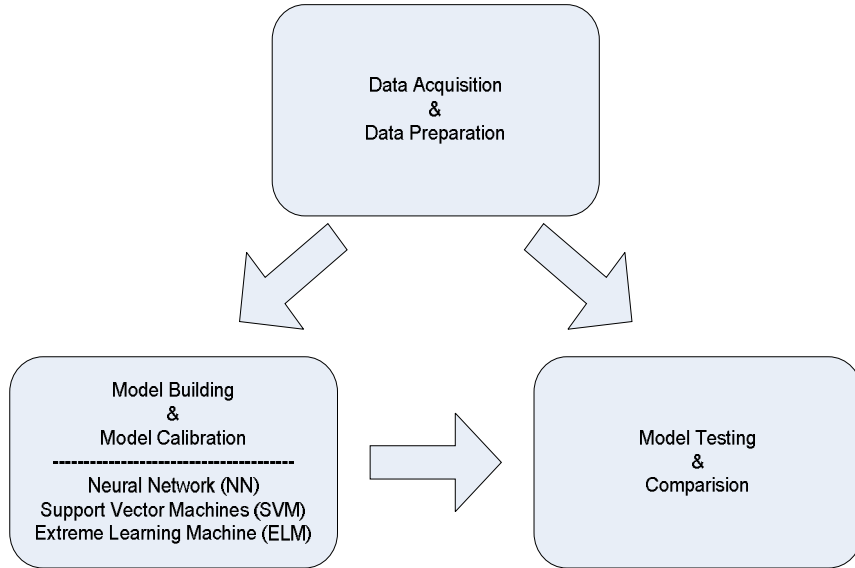 Data Acquisition
&
Data Preparation
Model Building
&
Model Calibration
---------------------------------------
Neural Network (NN)
Support Vector Machines (SVM)
Extreme Learning Machine (ELM)
Model Testing
&
Comparision